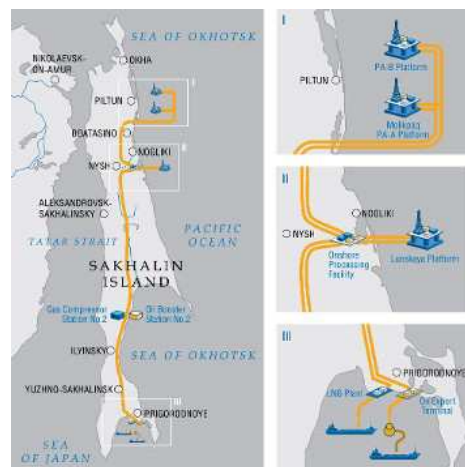 SEA OF OKHOTSK
NIKOLAEVSK-
ON-AMUR
OKHA
I
PILTUN
BOATASINO
II
NOGLIKI
NYSH
ALEKSANDROVSK-
SAKHALINSKY
PACIFIC
OCEAN
TATAR STRAIT
SAKHALIN
ISLAND
Gas Compressor
Station No.2
Oil Booster
Station No.2
ILYINSKY
SEA OF OKHOTSK
YUZHNO-SAKHALINSK
III
PRIGORODNOYE
SEA
OF JAPAN
I
PA-B Platform
PILTUN
Molikpaq
PA-A Platform
II
NOGLIKI
NYSH
Onshore
Processing
Facility
Lunskaya Platform
III
PRIGORODNOYE
LNG Plant
Oil Export
Terminal